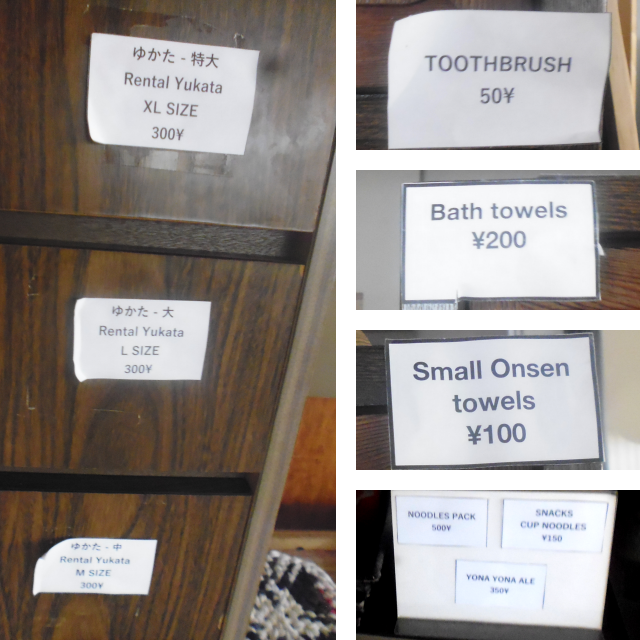 ゆかた - 特大
Rental Yukata
XL SIZE
300¥
ゆかた - 大
Rental Yukata
L SIZE
300¥
ゆかた - 中
Rental Yukata
M SIZE
300¥
TOOTHBRUSH
50¥
Bath towels
¥200
Small Onsen
towels
¥100
NOODLES PACK
500¥
SNACKS
CUP NOODLES
¥150
YONA YONA ALE
350¥